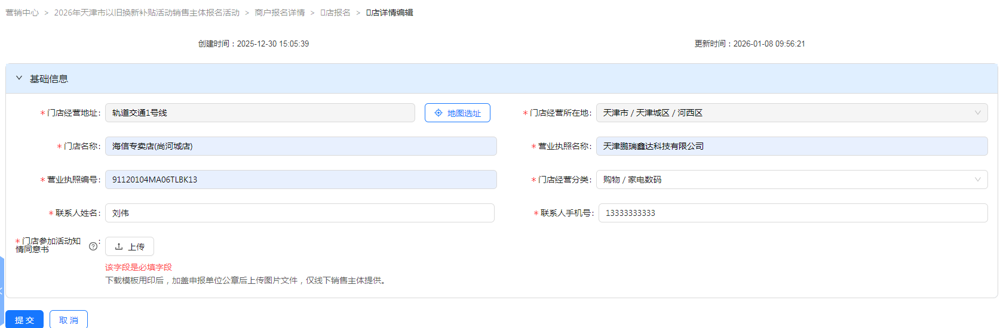 营销中心 > 2026年天津市以旧换新补贴活动销售主体报名活动 > 商户报名详情 > 店报名 > 店详情编辑
创建时间：2025-12-30 15:05:39
更新时间：2026-01-08 09:56:21
基础信息
* 门店经营地址: 轨道交通1号线 地图选址
* 门店经营所在地: 天津市 / 天津城区 / 河西区
* 门店名称: 海信专卖店(尚河城店)
* 营业执照名称: 天津鹏瑞鑫达科技有限公司
* 营业执照编号: 91120104MA06TLBK13
* 门店经营分类: 购物 / 家电数码
* 联系人姓名: 刘伟
* 联系人手机号: 13333333333
* 门店参加活动知
情同意书 ? :
上传
该字段是必填字段
下载模板用印后，加盖申报单位公章后上传图片文件，仅线下销售主体提供。
提 交 取 消